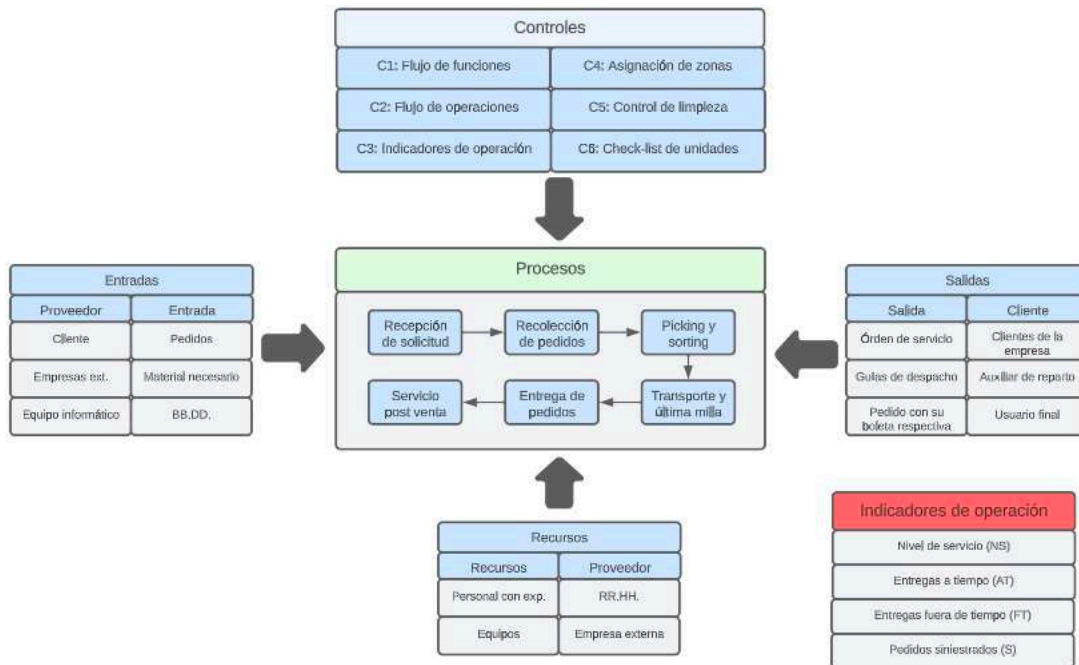 Controles
C1: Flujo de funciones
C4: Asignación de zonas
C2: Flujo de operaciones
C5: Control de limpieza
C3: Indicadores de operación
C6: Check-list de unidades
Procesos
Recepción
de solicitud
Recolección
de pedidos
Picking y
sorting
Servicio
post venta
Entrega de
pedidos
Transporte y
última milla
Entradas
Proveedor
Entrada
Cliente
Pedidos
Empresas ext.
Material necesario
Equipo informático
BB.DD.
Salidas
Salida
Cliente
Órden de servicio
Clientes de la
empresa
Guías de despacho
Auxiliar de reparto
Pedido con su
boleta respectiva
Usuario final
Recursos
Recursos
Proveedor
Personal con exp.
RR.HH.
Equipos
Empresa externa
Indicadores de operación
Nivel de servicio (NS)
Entregas a tiempo (AT)
Entregas fuera de tiempo (FT)
Pedidos siniestrados (S)